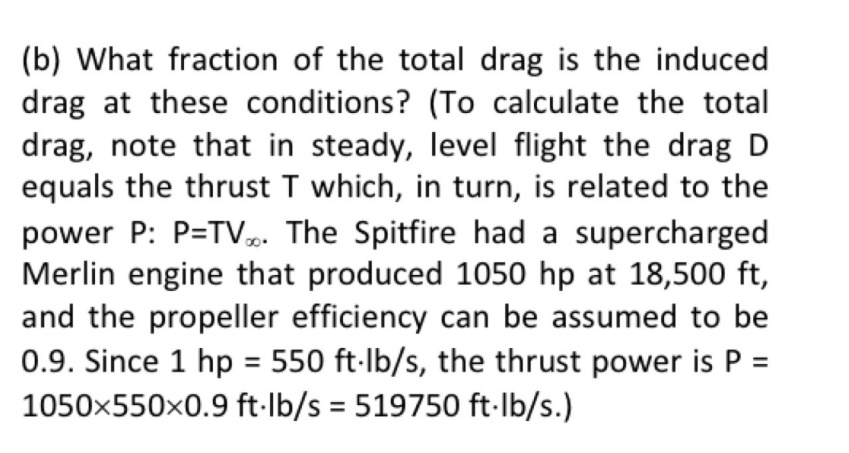 (b) What fraction of the total drag is the induced
drag at these conditions? (To calculate the total
drag, note that in steady, level flight the drag D
equals the thrust T which, in turn, is related to the
power P: P=TV∞. The Spitfire had a supercharged
Merlin engine that produced 1050 hp at 18,500 ft,
and the propeller efficiency can be assumed to be
0.9. Since 1 hp = 550 ft·lb/s, the thrust power is P =
1050×550×0.9 ft·lb/s = 519750 ft·lb/s.)